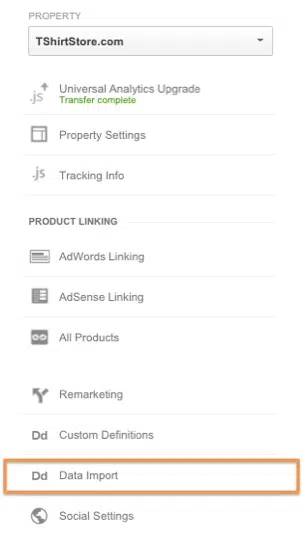 PROPERTY
TShirtStore.com
.js
Universal Analytics Upgrade
Transfer complete
Property Settings
.js
Tracking Info
PRODUCT LINKING
AdWords Linking
AdSense Linking
All Products
Remarketing
Dd
Custom Definitions
Dd
Data Import
Social Settings